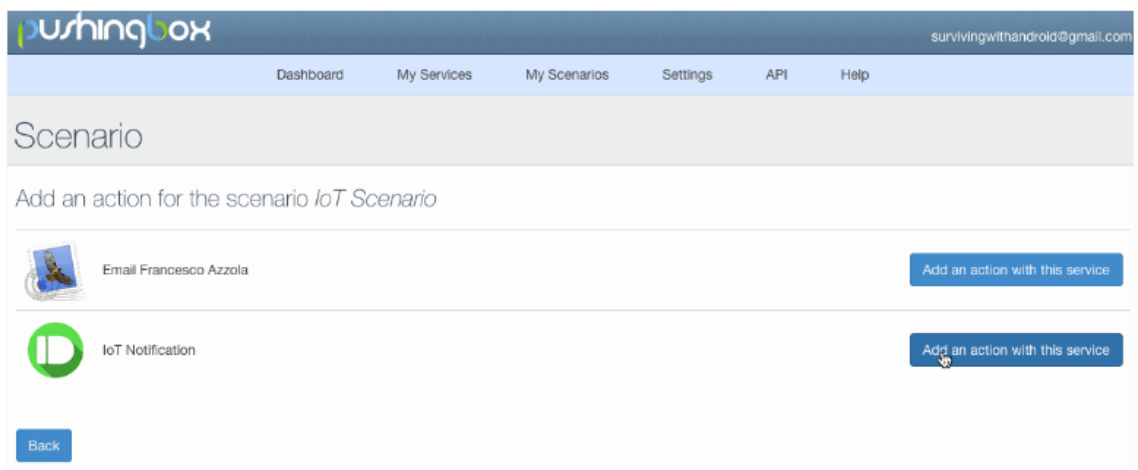 pushingbox
survivingwithandroid@gmail.com
Dashboard My Services My Scenarios Settings API Help
Scenario
Add an action for the scenario IoT Scenario
Email Francesco Azzola
Add an action with this service
IoT Notification
Add an action with this service
Back